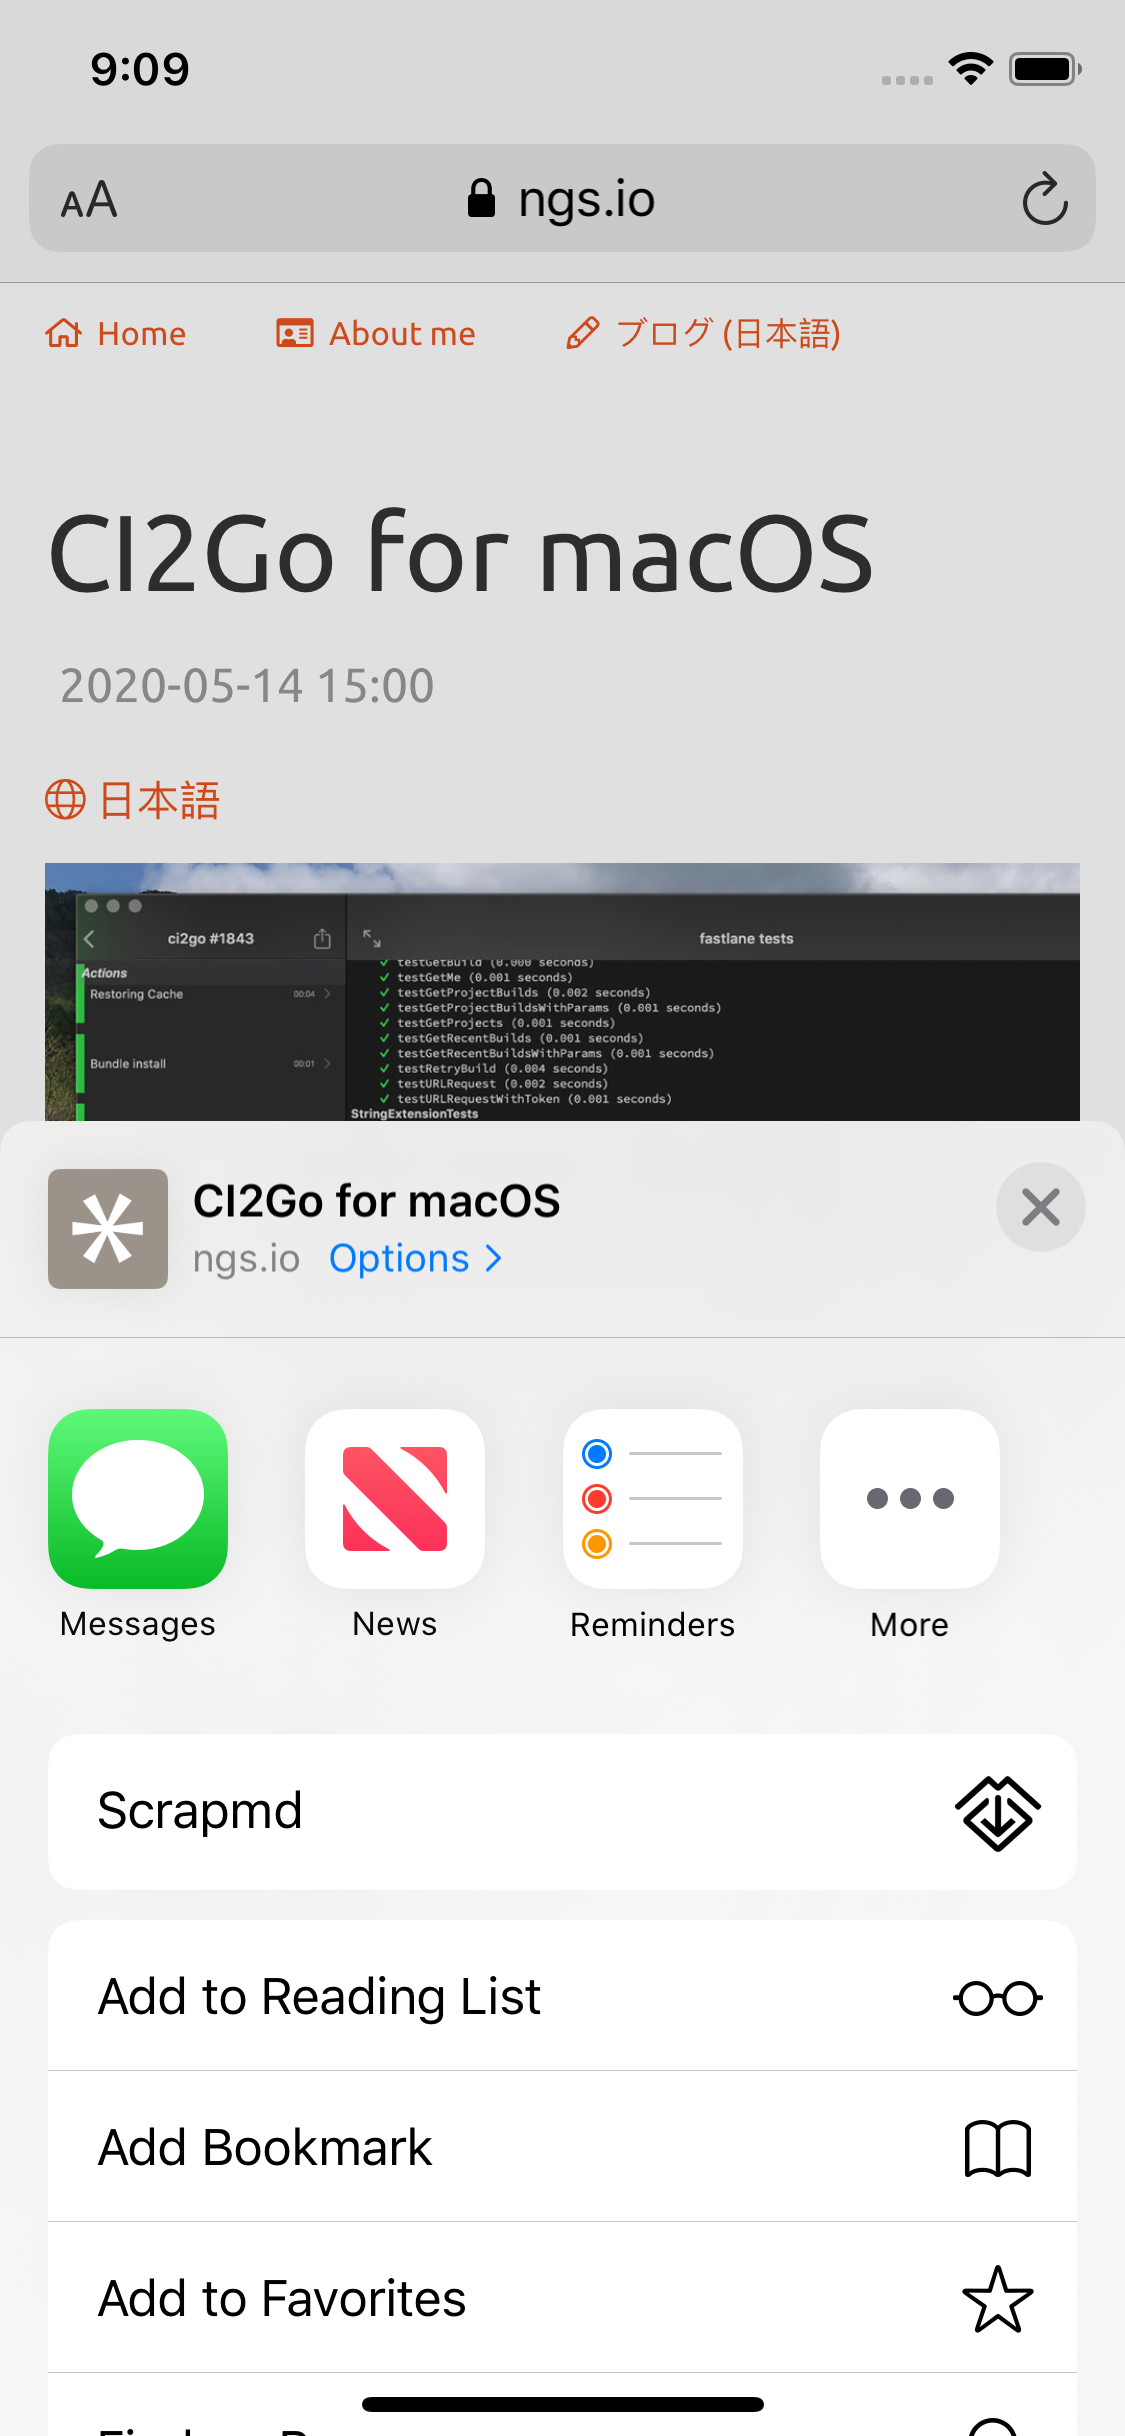 9:09
AA ngs.io
Home About me ブログ (日本語)
CI2Go for macOS
2020-05-14 15:00
日本語
ci2go #1843 fastlane tests
Actions
Restoring Cache 00:04
Bundle install 00:01
✓ testGetBuild (0.000 seconds)
✓ testGetMe (0.001 seconds)
✓ testGetProjectBuilds (0.002 seconds)
✓ testGetProjectBuildsWithParams (0.001 seconds)
✓ testGetProjects (0.001 seconds)
✓ testGetRecentBuilds (0.001 seconds)
✓ testGetRecentBuildsWithParams (0.001 seconds)
✓ testRetryBuild (0.004 seconds)
✓ testURLRequest (0.002 seconds)
✓ testURLRequestWithToken (0.001 seconds)
StringExtensionTests
CI2Go for macOS
ngs.io Options
Messages News Reminders More
Scrapmd
Add to Reading List
Add Bookmark
Add to Favorites